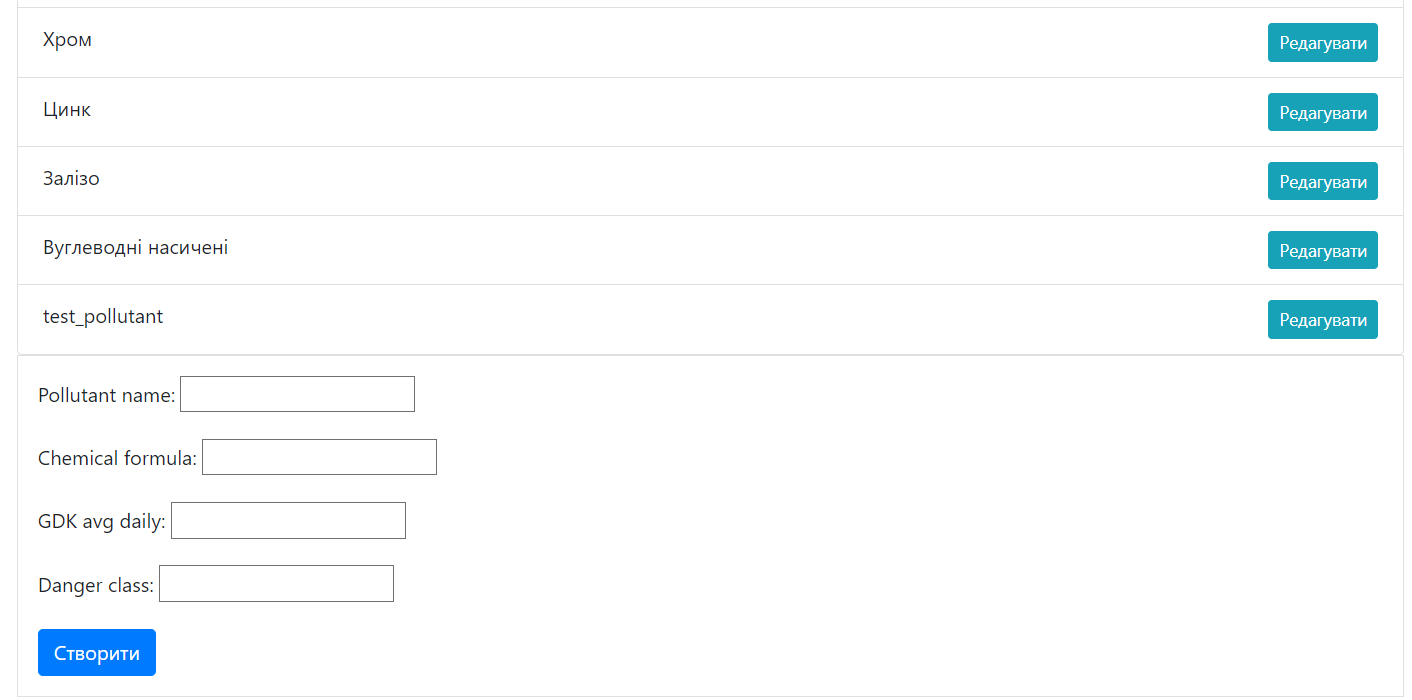 Хром Редагувати
Цинк Редагувати
Залізо Редагувати
Вуглеводні насичені Редагувати
test_pollutant Редагувати
Pollutant name:
Chemical formula:
GDK avg daily:
Danger class:
Створити